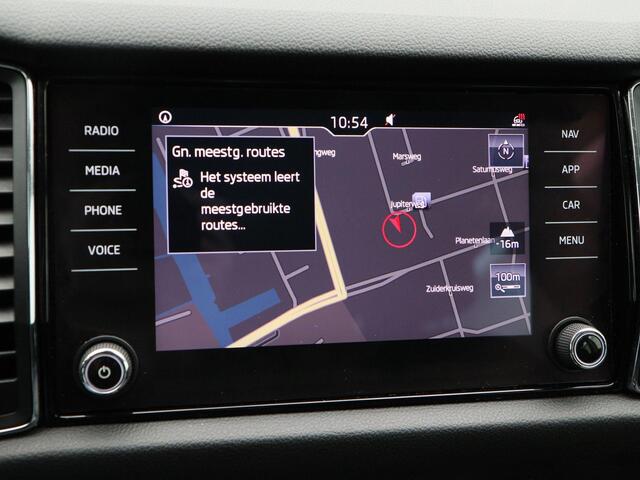 10:54
RADIO
MEDIA
PHONE
VOICE
Gn. meestg. routes
Het systeem leert
de
meestgebruikte
routes...
ngweg
Marsweg
Saturnusweg
Jupiterweg
Planetenlaan
Zuiderkruisweg
N
-16m
100m
NAV
APP
CAR
MENU